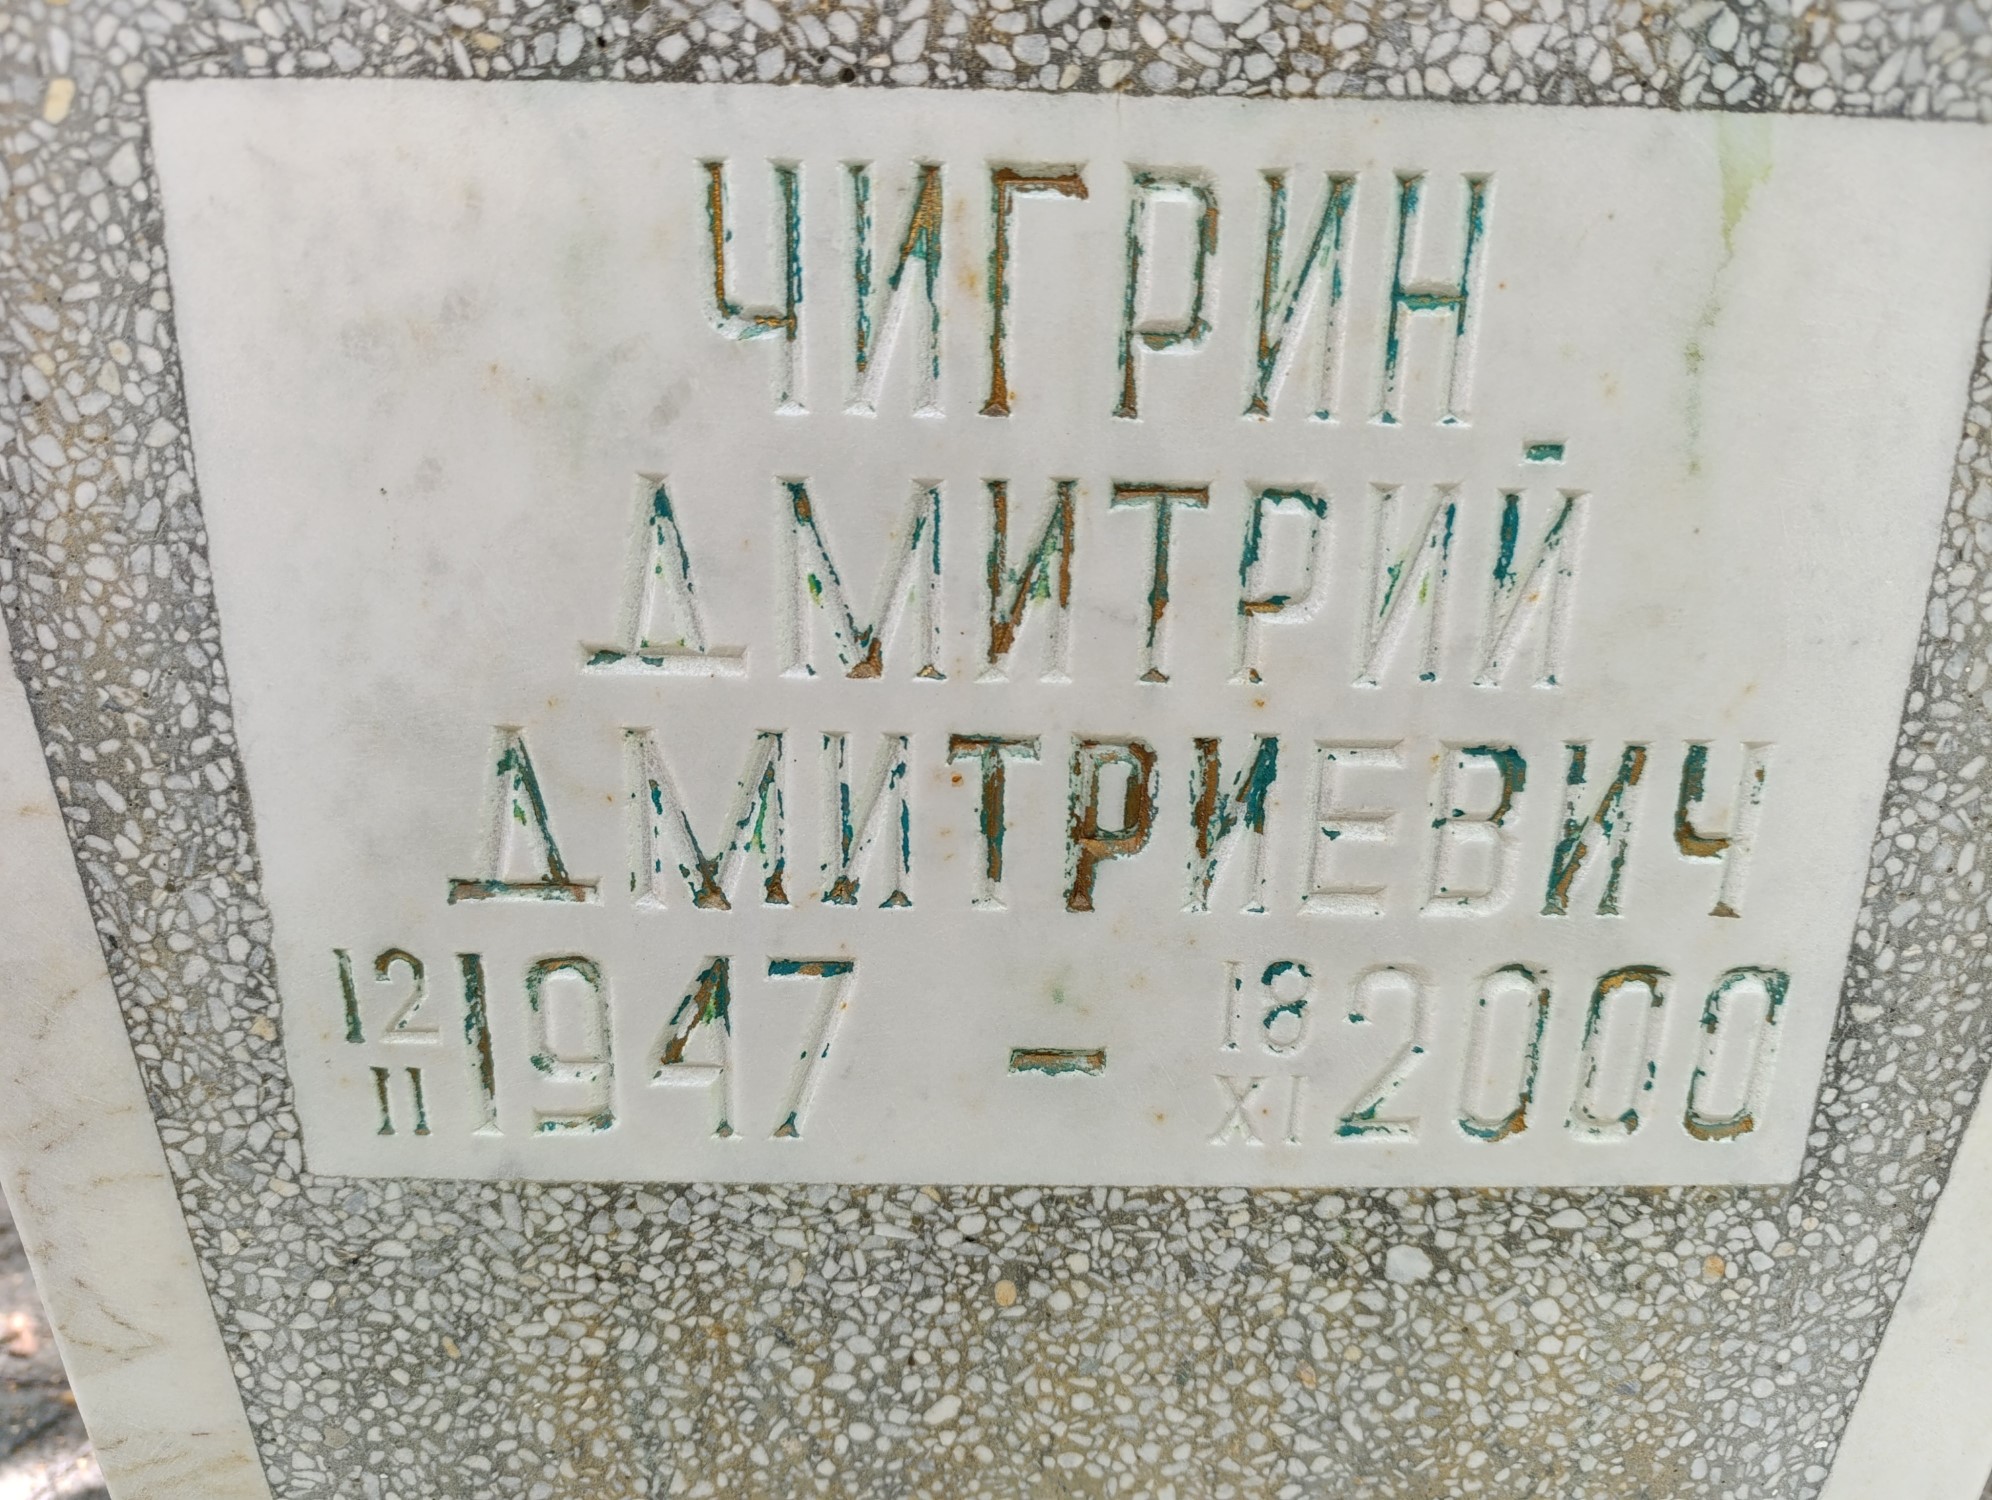 ЧИГРИН
ДМИТРИЙ
ДМИТРИЕВИЧ
12 II 1947 - 18 XI 2000